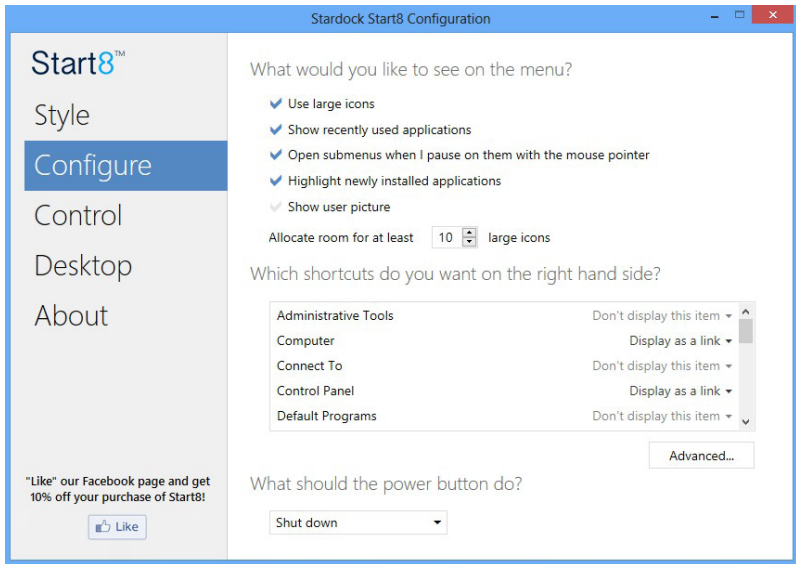 Stardock Start8 Configuration
Start8™
Style
Configure
Control
Desktop
About
"Like" our Facebook page and get
10% off your purchase of Start8!
Like
What would you like to see on the menu?
Use large icons
Show recently used applications
Open submenus when I pause on them with the mouse pointer
Highlight newly installed applications
Show user picture
Allocate room for at least 10 large icons
Which shortcuts do you want on the right hand side?
Administrative Tools Don't display this item
Computer Display as a link
Connect To Don't display this item
Control Panel Display as a link
Default Programs Don't display this item
Advanced...
What should the power button do?
Shut down